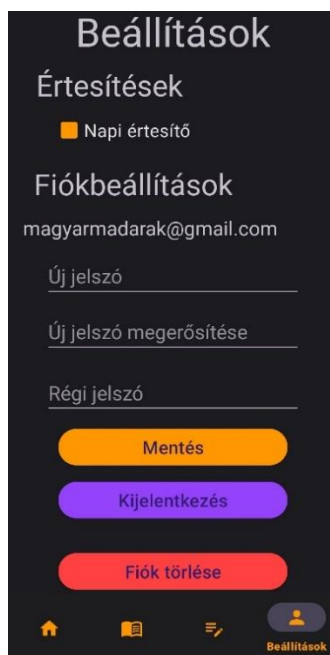 Beállítások
Értesítések
Napi értesítő
Fiókbeállítások
magyarmadarak@gmail.com
Új jelszó
Új jelszó megerősítése
Régi jelszó
Mentés
Kijelentkezés
Fiók törlése
Beállítások